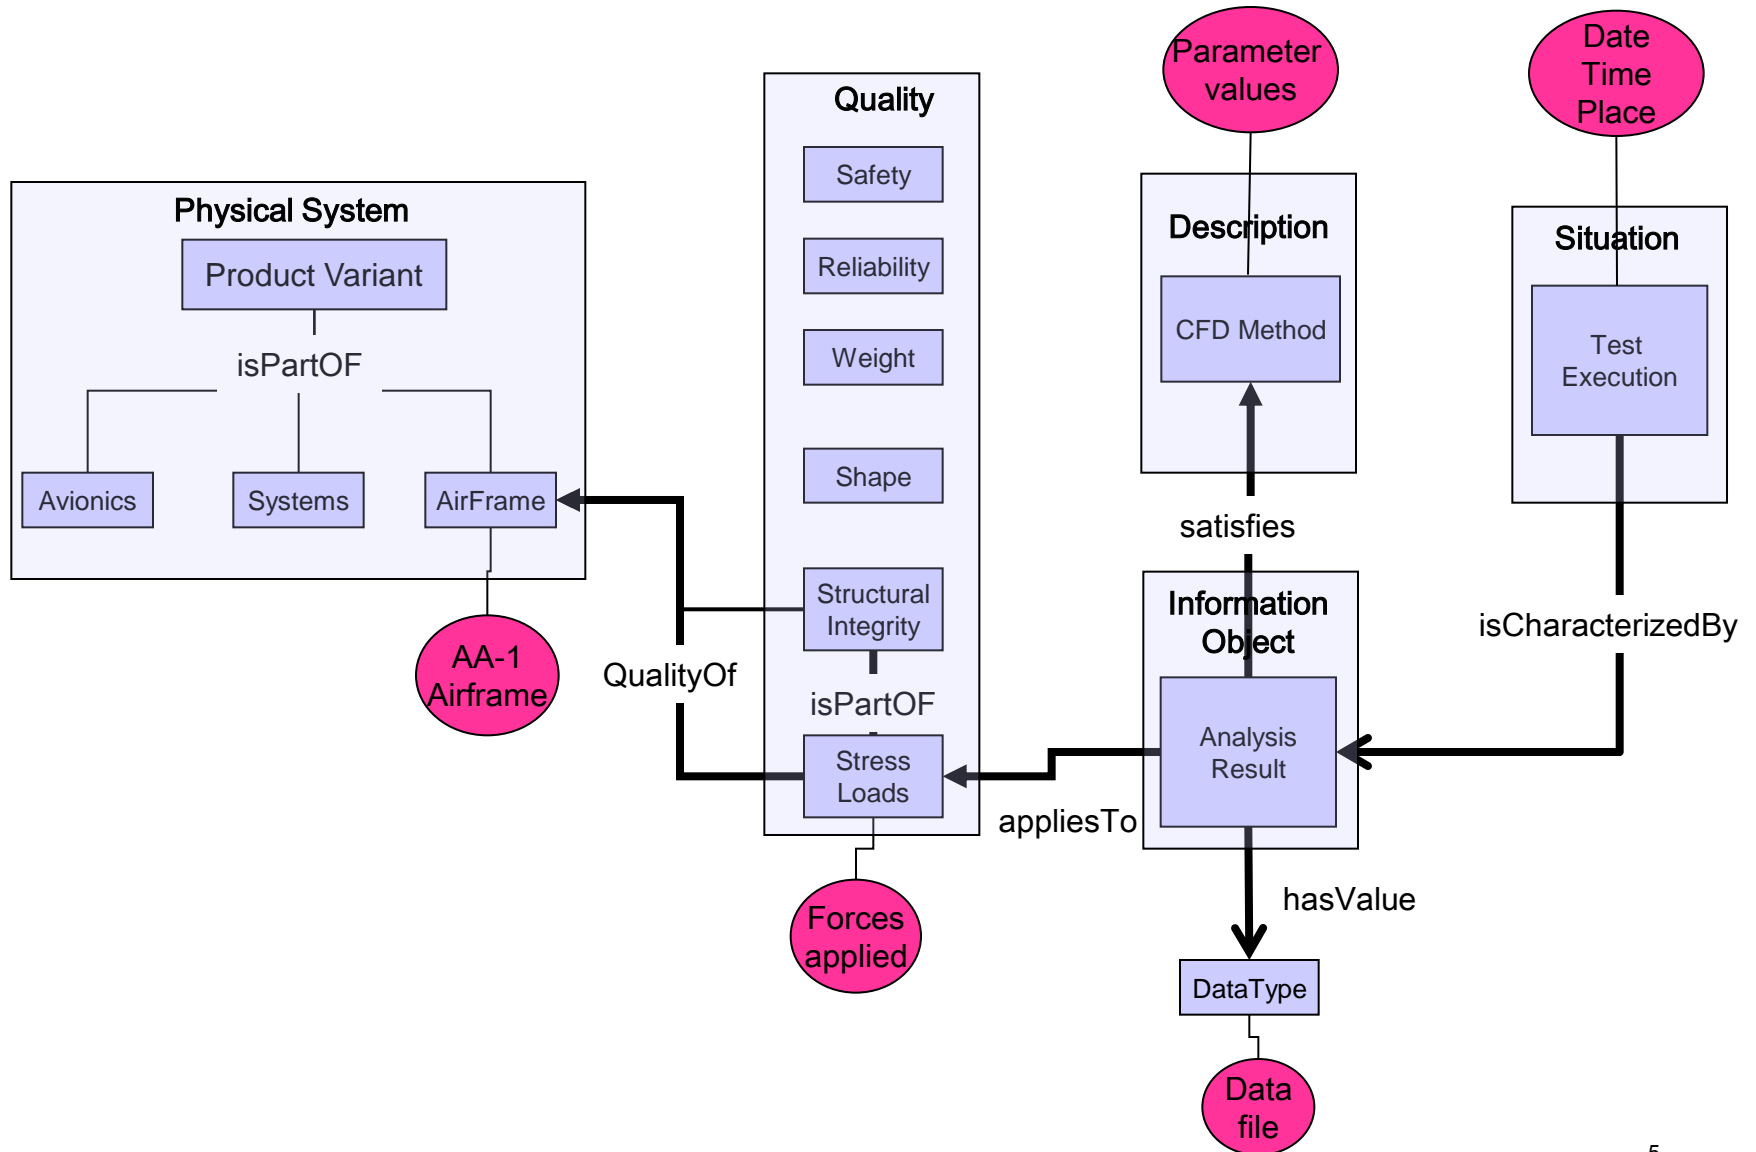 Parameter
values
Date
Time
Place
Quality
Safety
Physical System
Product Variant
isPartOF
Avionics
Systems
AirFrame
AA-1
Airframe
QualityOf
Reliability
Weight
Shape
Structural
Integrity
isPartOF
Stress
Loads
Forces
applied
Description
CFD Method
satisfies
Information
Object
Analysis
Result
appliesTo
hasValue
DataType
Data
file
Situation
Test
Execution
isCharacterizedBy